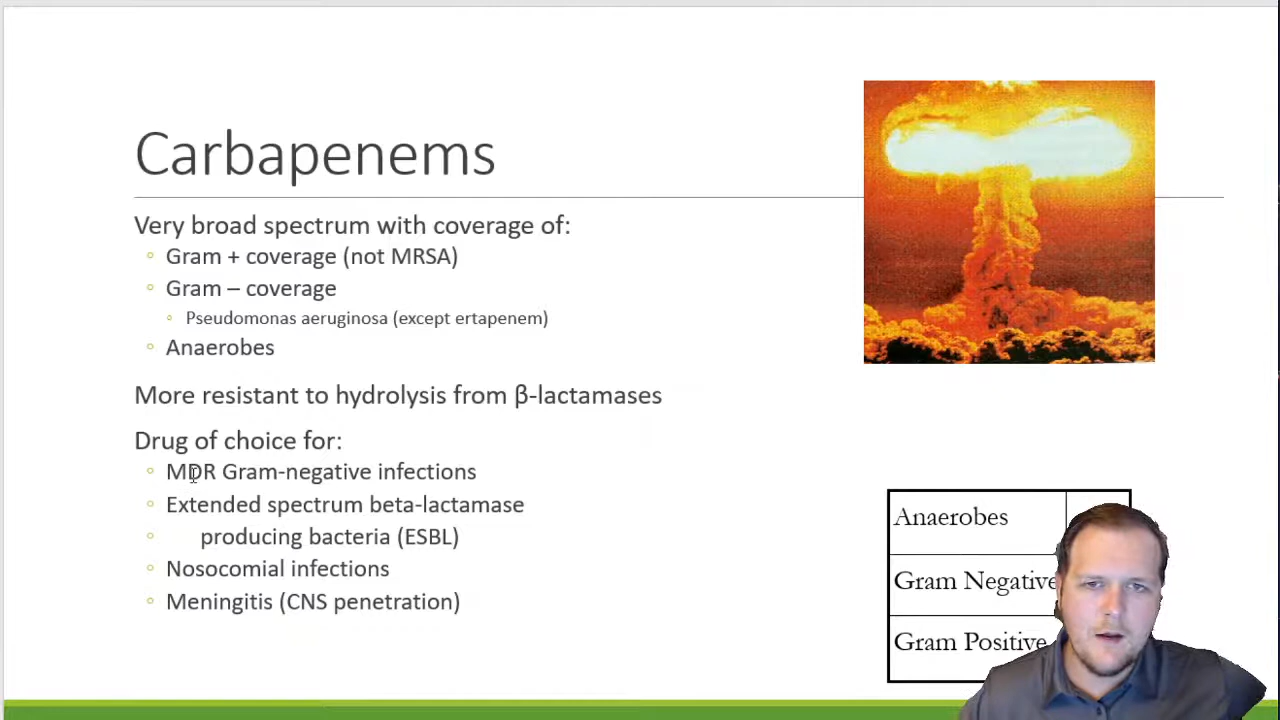 Carbapenems
Very broad spectrum with coverage of:
Gram + coverage (not MRSA)
Gram – coverage
Pseudomonas aeruginosa (except ertapenem)
Anaerobes
More resistant to hydrolysis from β-lactamases
Drug of choice for:
MDR Gram-negative infections
Extended spectrum beta-lactamase
producing bacteria (ESBL)
Nosocomial infections
Meningitis (CNS penetration)
Anaerobes
Gram Negative
Gram Positive